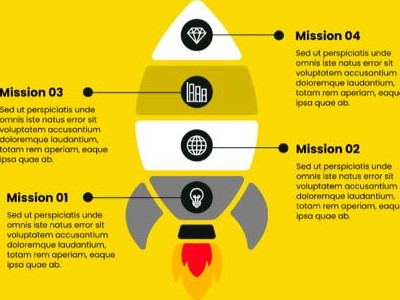 Mission 04
Sed ut perspiciatis unde
omnis iste natus error sit
voluptatem accusantium
doloremque laudantium,
totam rem aperiam, eaque
ipsa quae ab.
Mission 03
Sed ut perspiciatis unde
omnis iste natus error sit
voluptatem accusantium
doloremque laudantium,
totam rem aperiam, eaque
ipsa quae ab.
Mission 02
Sed ut perspiciatis unde
omnis iste natus error sit
voluptatem accusantium
doloremque laudantium,
totam rem aperiam, eaque
ipsa quae ab.
Mission 01
Sed ut perspiciatis unde
omnis iste natus error sit
voluptatem accusantium
doloremque laudantium,
totam rem aperiam, eaque
ipsa quae ab.